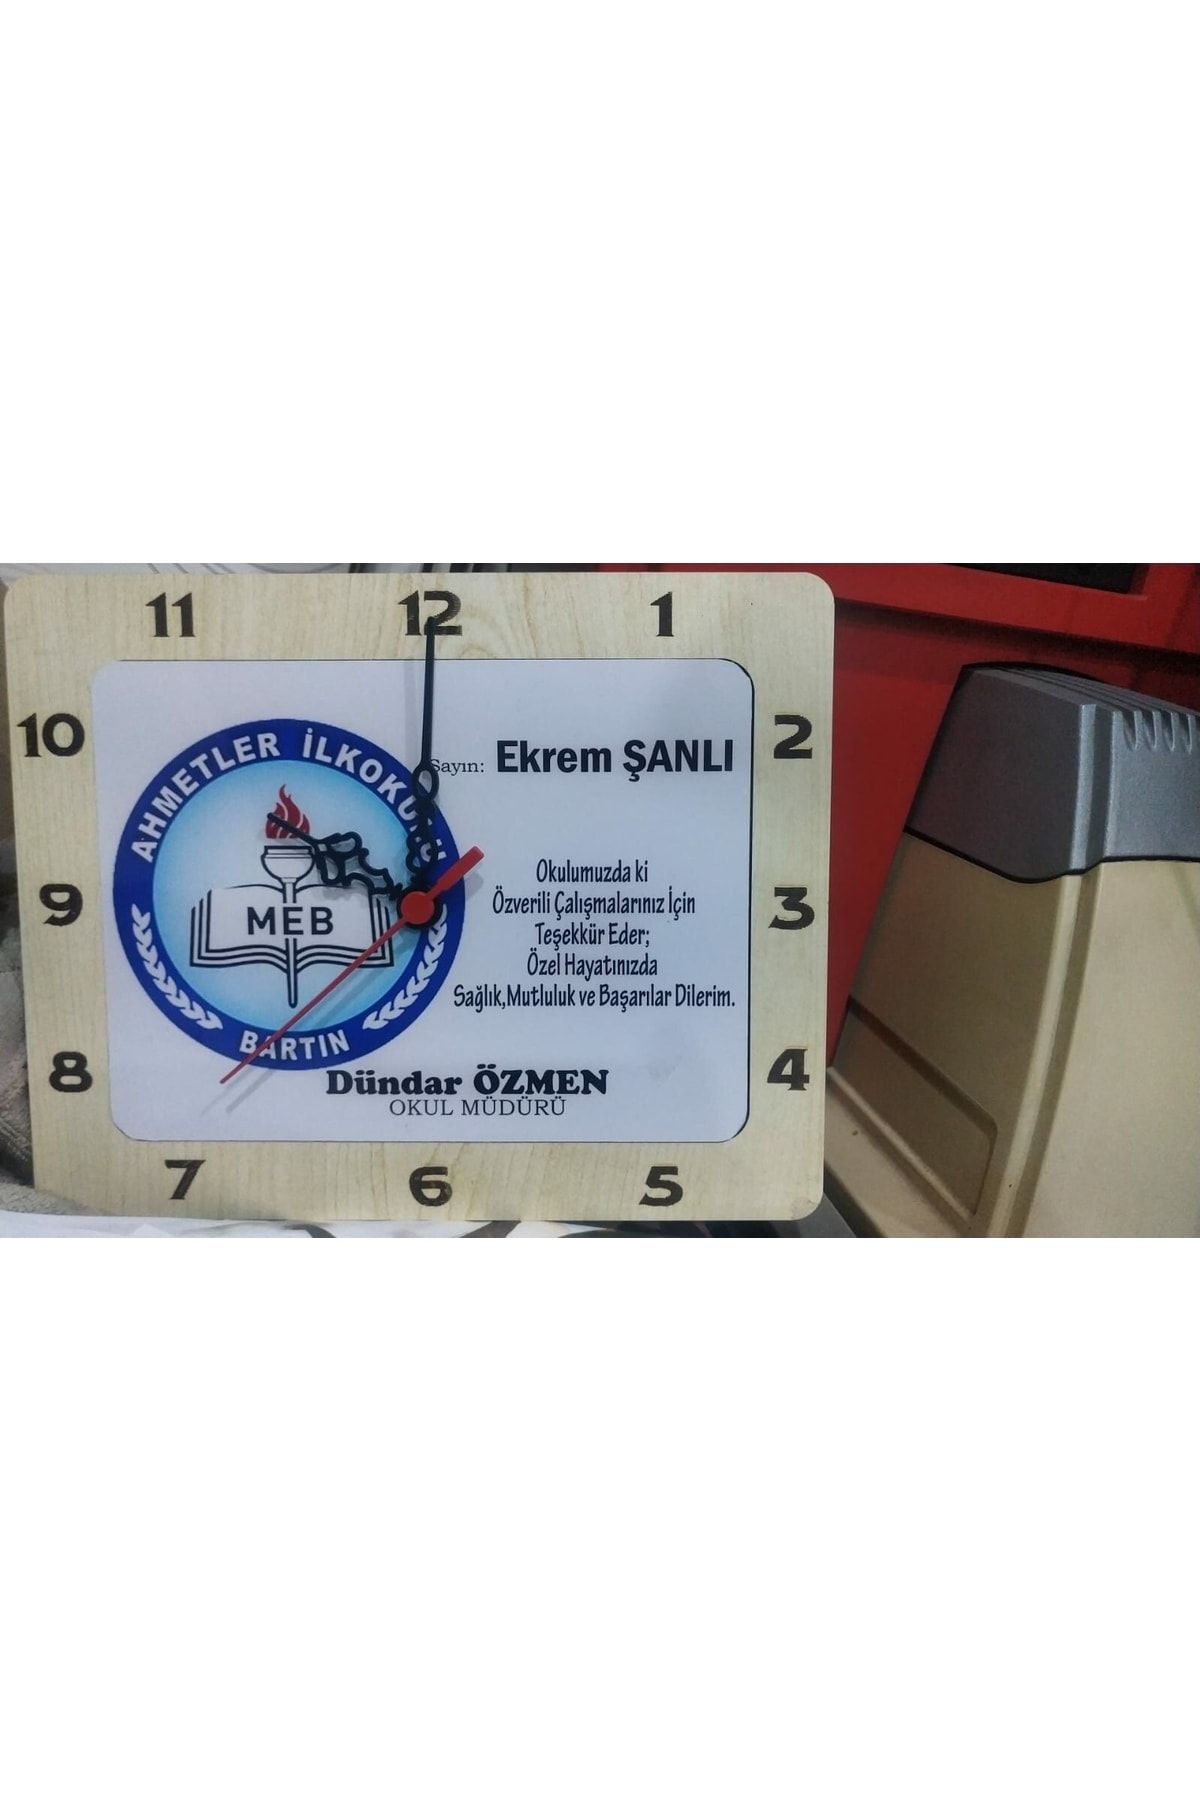 11 12 1
10 2
9 3
8 4
7 6 5
AHMETLER İLKOKULU
MEB
BARTIN
Sayın: Ekrem ŞANLI
Okulumuzda ki
Özverili Çalışmalarınız İçin
Teşekkür Eder;
Özel Hayatınızda
Sağlık,Mutluluk ve Başarılar Dilerim.
Dündar ÖZMEN
OKUL MÜDÜRÜ